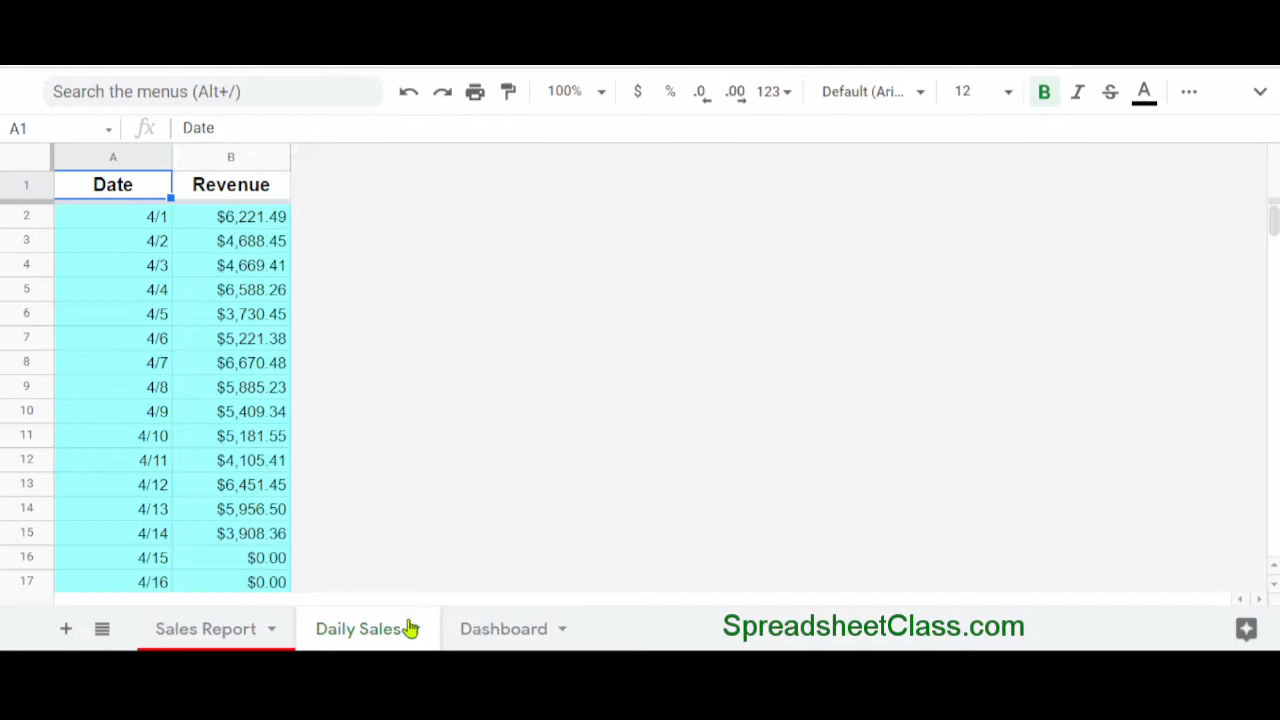 Search the menus (Alt+/) 100% $ % .0 .00 123 Default (Ari... 12 B I S A ...
A1 fx Date
A B
1 Date Revenue
2 4/1 $6,221.49
3 4/2 $4,688.45
4 4/3 $4,669.41
5 4/4 $6,588.26
6 4/5 $3,730.45
7 4/6 $5,221.38
8 4/7 $6,670.48
9 4/8 $5,885.23
10 4/9 $5,409.34
11 4/10 $5,181.55
12 4/11 $4,105.41
13 4/12 $6,451.45
14 4/13 $5,956.50
15 4/14 $3,908.36
16 4/15 $0.00
17 4/16 $0.00
+ Sales Report Daily Sales Dashboard SpreadsheetClass.com